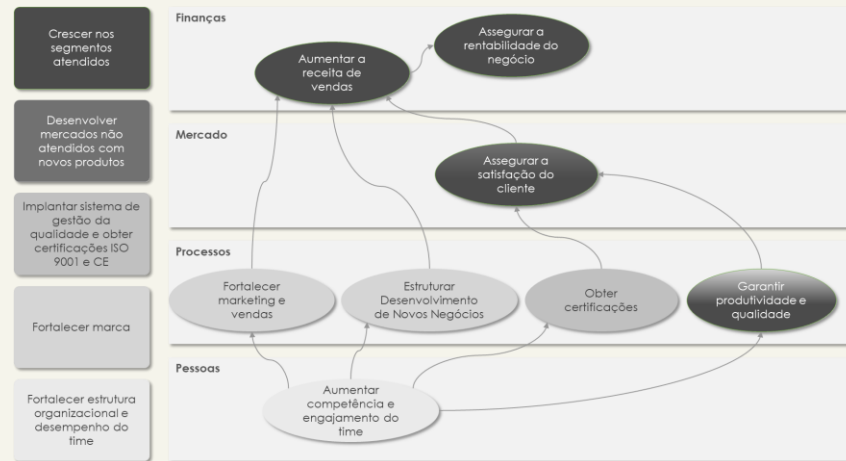 Crescer nos
segmentos
atendidos
Desenvolver
mercados não
atendidos com
novos produtos
Implantar sistema de
gestão da
qualidade e obter
certificações ISO
9001 e CE
Fortalecer marca
Fortalecer estrutura
organizacional e
desempenho do
time
Finanças
Assegurar a
rentabilidade do
negócio
Aumentar a
receita de
vendas
Mercado
Assegurar a
satisfação do
cliente
Processos
Fortalecer
marketing e
vendas
Estruturar
Desenvolvimento
de Novos Negócios
Obter
certificações
Garantir
produtividade e
qualidade
Pessoas
Aumentar
competência e
engajamento do
time